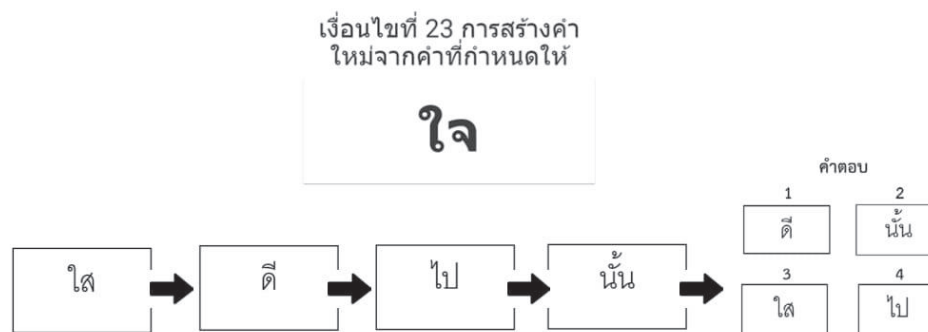 เงื่อนไขที่ 23 การสร้างคำ
ใหม่จากคำที่กำหนดให้
ใจ
คำตอบ
1 2
ดี นั้น
ใส ดี ไป นั้น
3 4
ใส ไป